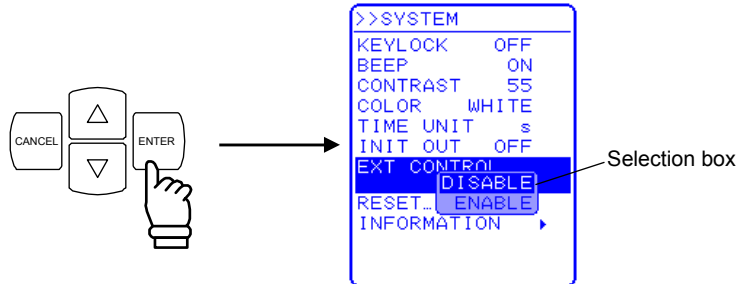 CANCEL
ENTER
>>SYSTEM
KEYLOCK OFF
BEEP ON
CONTRAST 55
COLOR WHITE
TIME UNIT s
INIT OUT OFF
EXT CONTROL
DISABLE
RESET… ENABLE
INFORMATION
Selection box